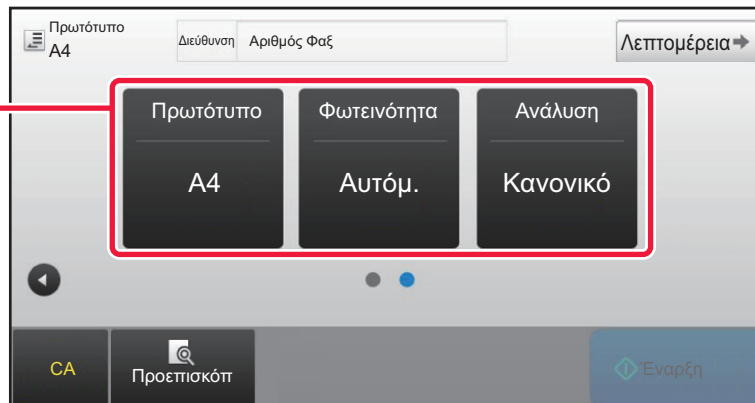 Πρωτότυπο
A4
Διεύθυνση
Αριθμός Φαξ
Λεπτομέρεια
Πρωτότυπο
Φωτεινότητα
Ανάλυση
A4
Αυτόμ.
Κανονικό
CA
Προεπισκόπ
Έναρξη